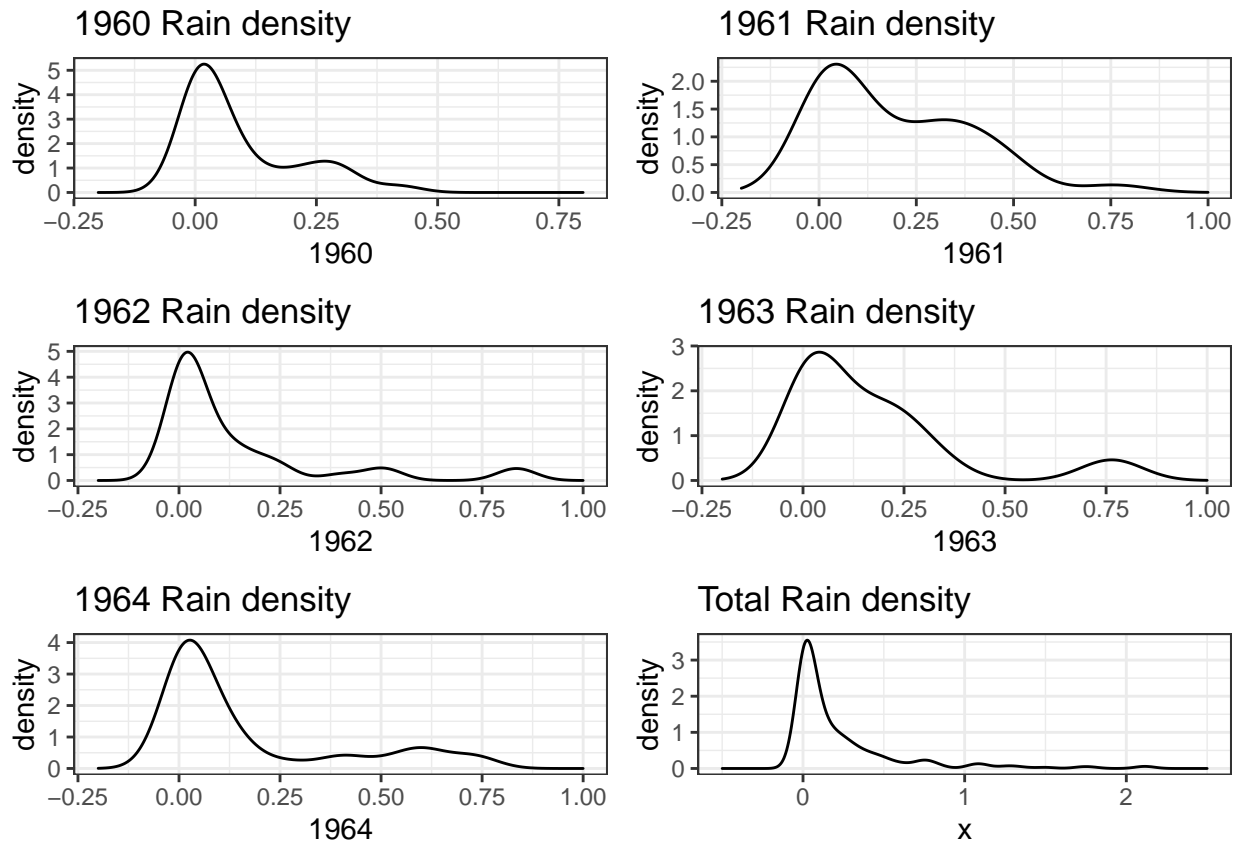 1960 Rain density
density
5
4
3
2
1
0
−0.25 0.00 0.25 0.50 0.75
1960
1961 Rain density
density
2.0
1.5
1.0
0.5
0.0
−0.25 0.00 0.25 0.50 0.75 1.00
1961
1962 Rain density
density
5
4
3
2
1
0
−0.25 0.00 0.25 0.50 0.75 1.00
1962
1963 Rain density
density
3
2
1
0
−0.25 0.00 0.25 0.50 0.75 1.00
1963
1964 Rain density
density
4
3
2
1
0
−0.25 0.00 0.25 0.50 0.75 1.00
1964
Total Rain density
density
3
2
1
0
0 1 2
x